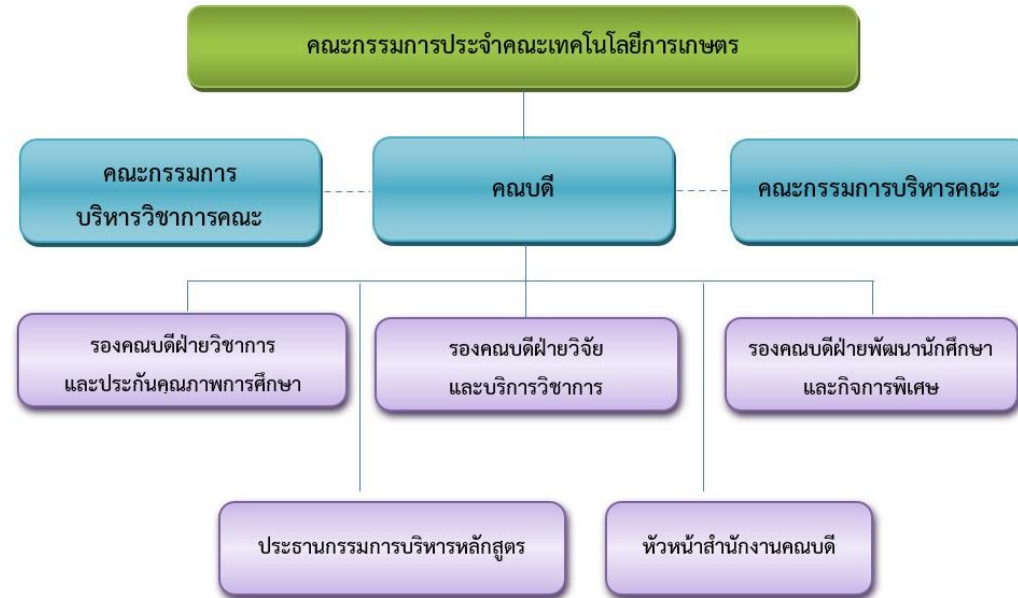 คณะกรรมการประจำคณะเทคโนโลยีการเกษตร
คณะกรรมการ
บริหารวิชาการคณะ
คณบดี
คณะกรรมการบริหารคณะ
รองคณบดีฝ่ายวิชาการ
และประกันคุณภาพการศึกษา
รองคณบดีฝ่ายวิจัย
และบริการวิชาการ
รองคณบดีฝ่ายพัฒนานักศึกษา
และกิจการพิเศษ
ประธานกรรมการบริหารหลักสูตร
หัวหน้าสำนักงานคณบดี